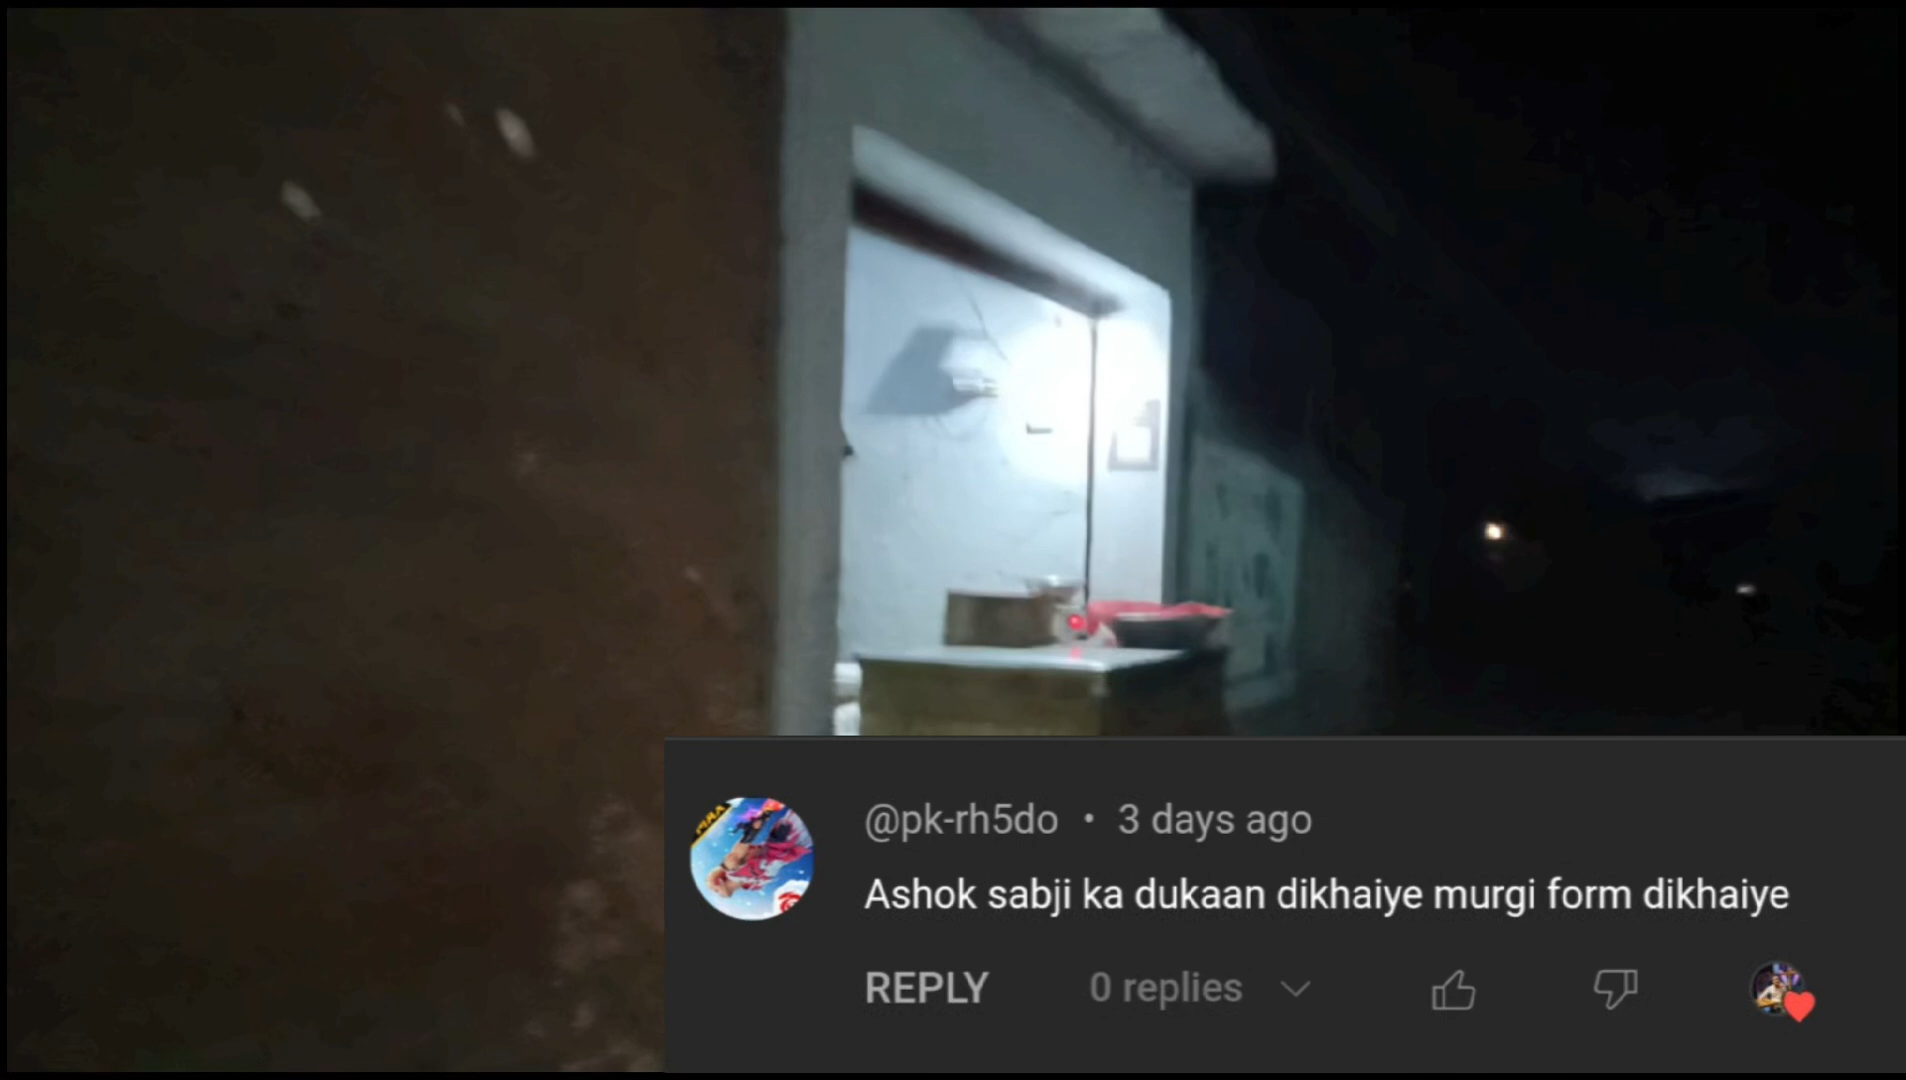 @pk-rh5do • 3 days ago
Ashok sabji ka dukaan dikhaiye murgi form dikhaiye
REPLY 0 replies